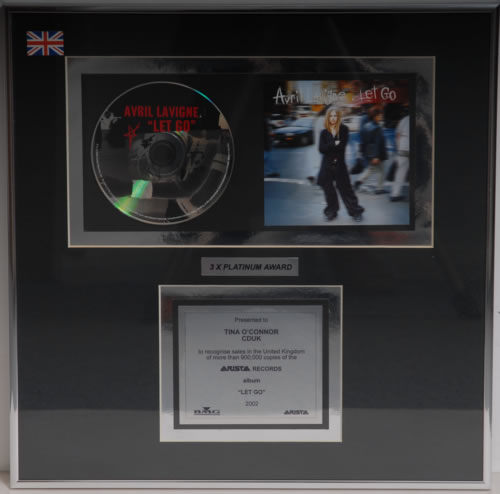 AVRIL LAVIGNE.
"LET GO"
AVRIL LAVIGNE. LET GO
3 X PLATINUM AWARD
Presented to
TINA O'CONNOR
CDUK
to recognise sales in the United Kingdom
of more than 900,000 copies of the
ARISTA RECORDS
album
"LET GO"
2002
BMG
ARISTA